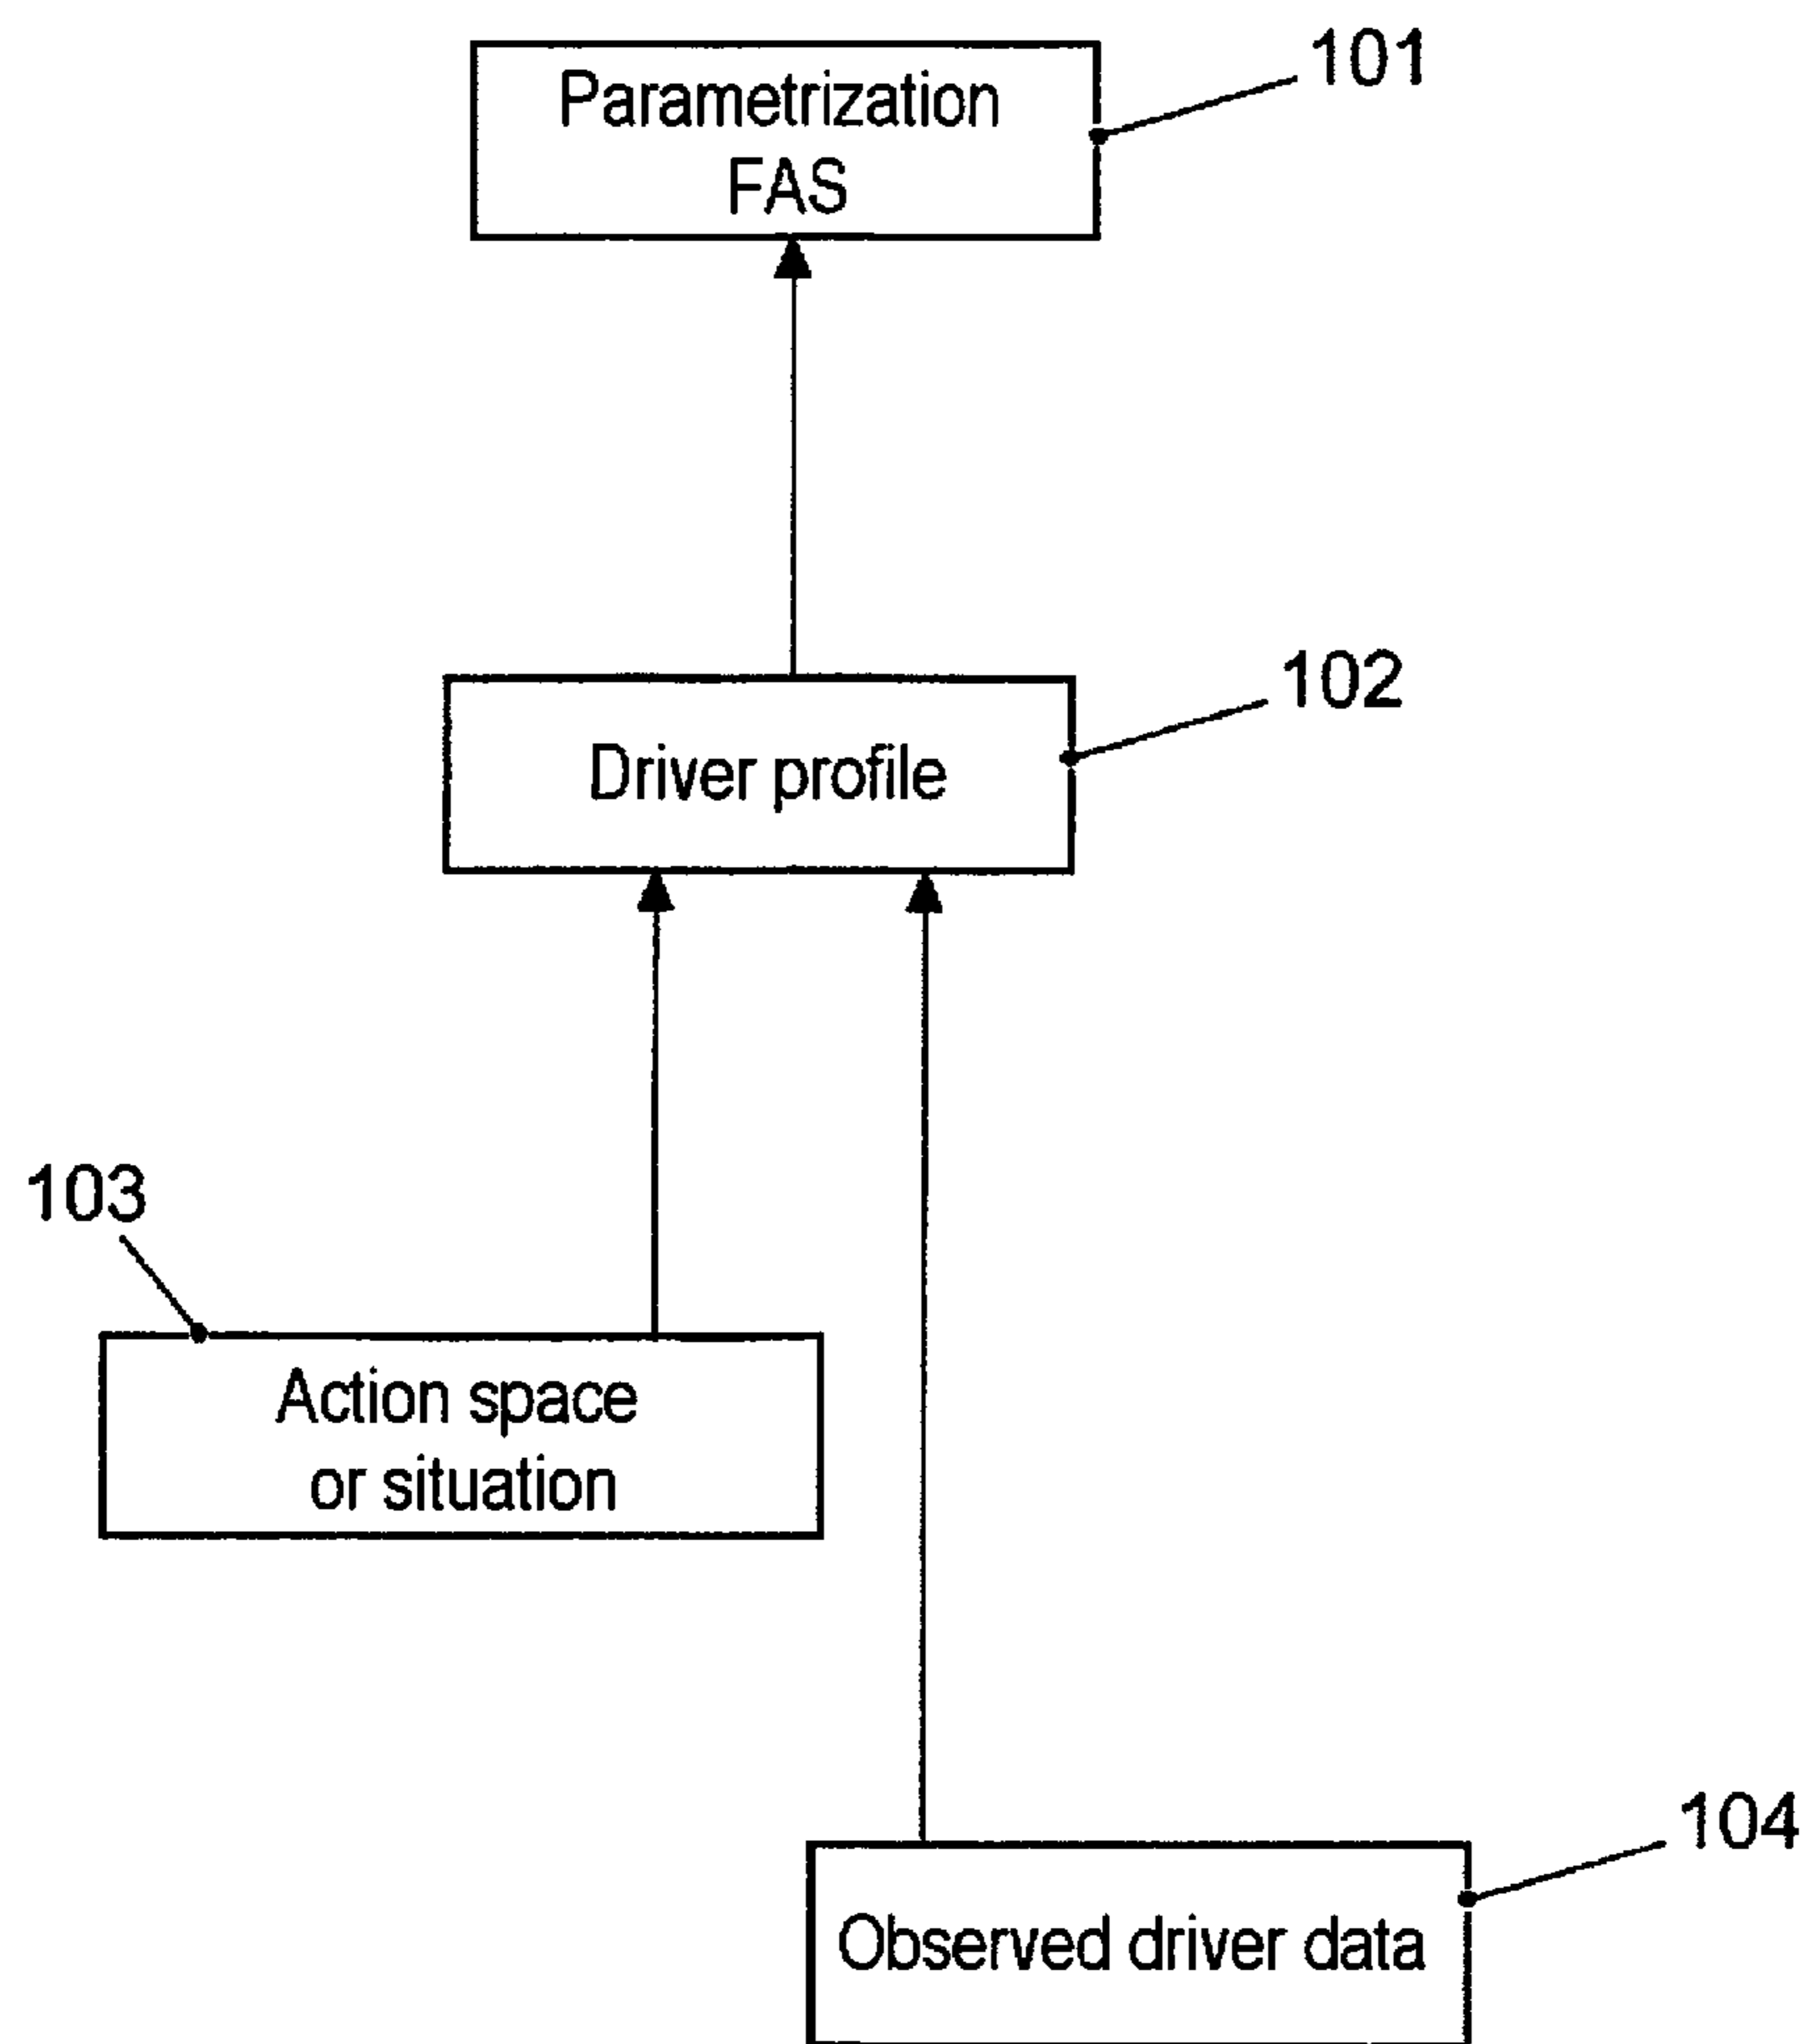 101
Parametrization
FAS
102
Driver profile
103
Action space
or situation
104
Observed driver data